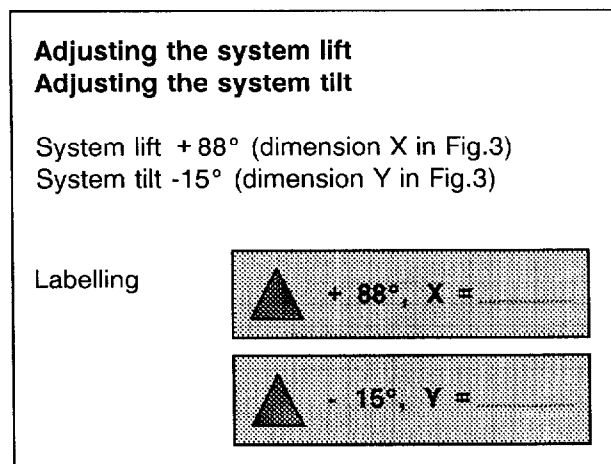 Adjusting the system lift
Adjusting the system tilt
System lift + 88° (dimension X in Fig.3)
System tilt -15° (dimension Y in Fig.3)
Labelling
+ 88°, X = ..........
- 15°, Y = ..........